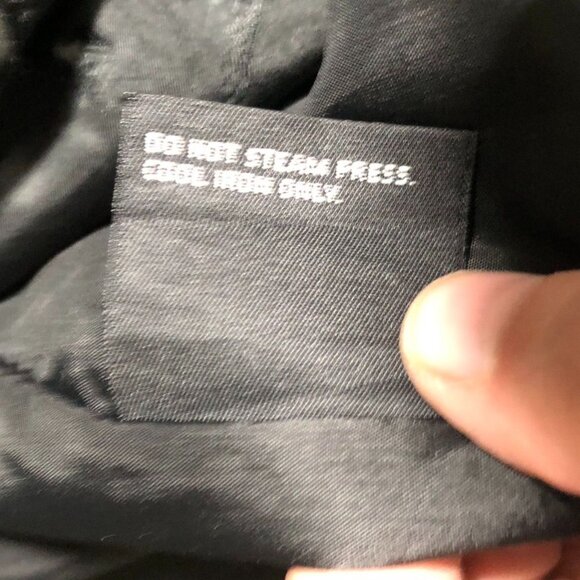 DO NOT STEAM PRESS.
COOL IRON ONLY.